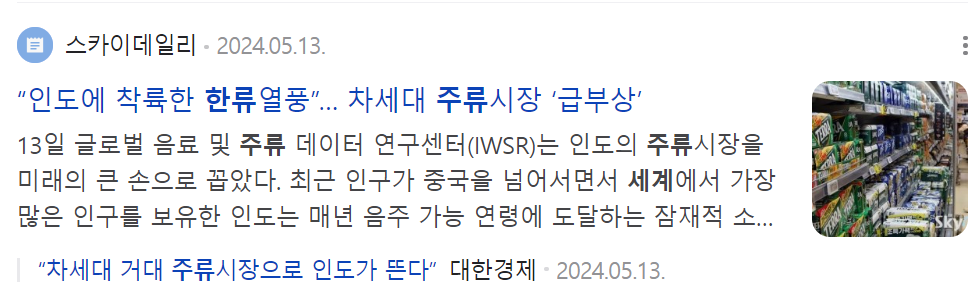 스카이데일리 · 2024.05.13.
“인도에 착륙한 한류열풍”... 차세대 주류시장 ‘급부상’
13일 글로벌 음료 및 주류 데이터 연구센터(IWSR)는 인도의 주류시장을
미래의 큰 손으로 꼽았다. 최근 인구가 중국을 넘어서면서 세계에서 가장
많은 인구를 보유한 인도는 매년 음주 가능 연령에 도달하는 잠재적 소...
“차세대 거대 주류시장으로 인도가 뜬다” 대한경제 · 2024.05.13.